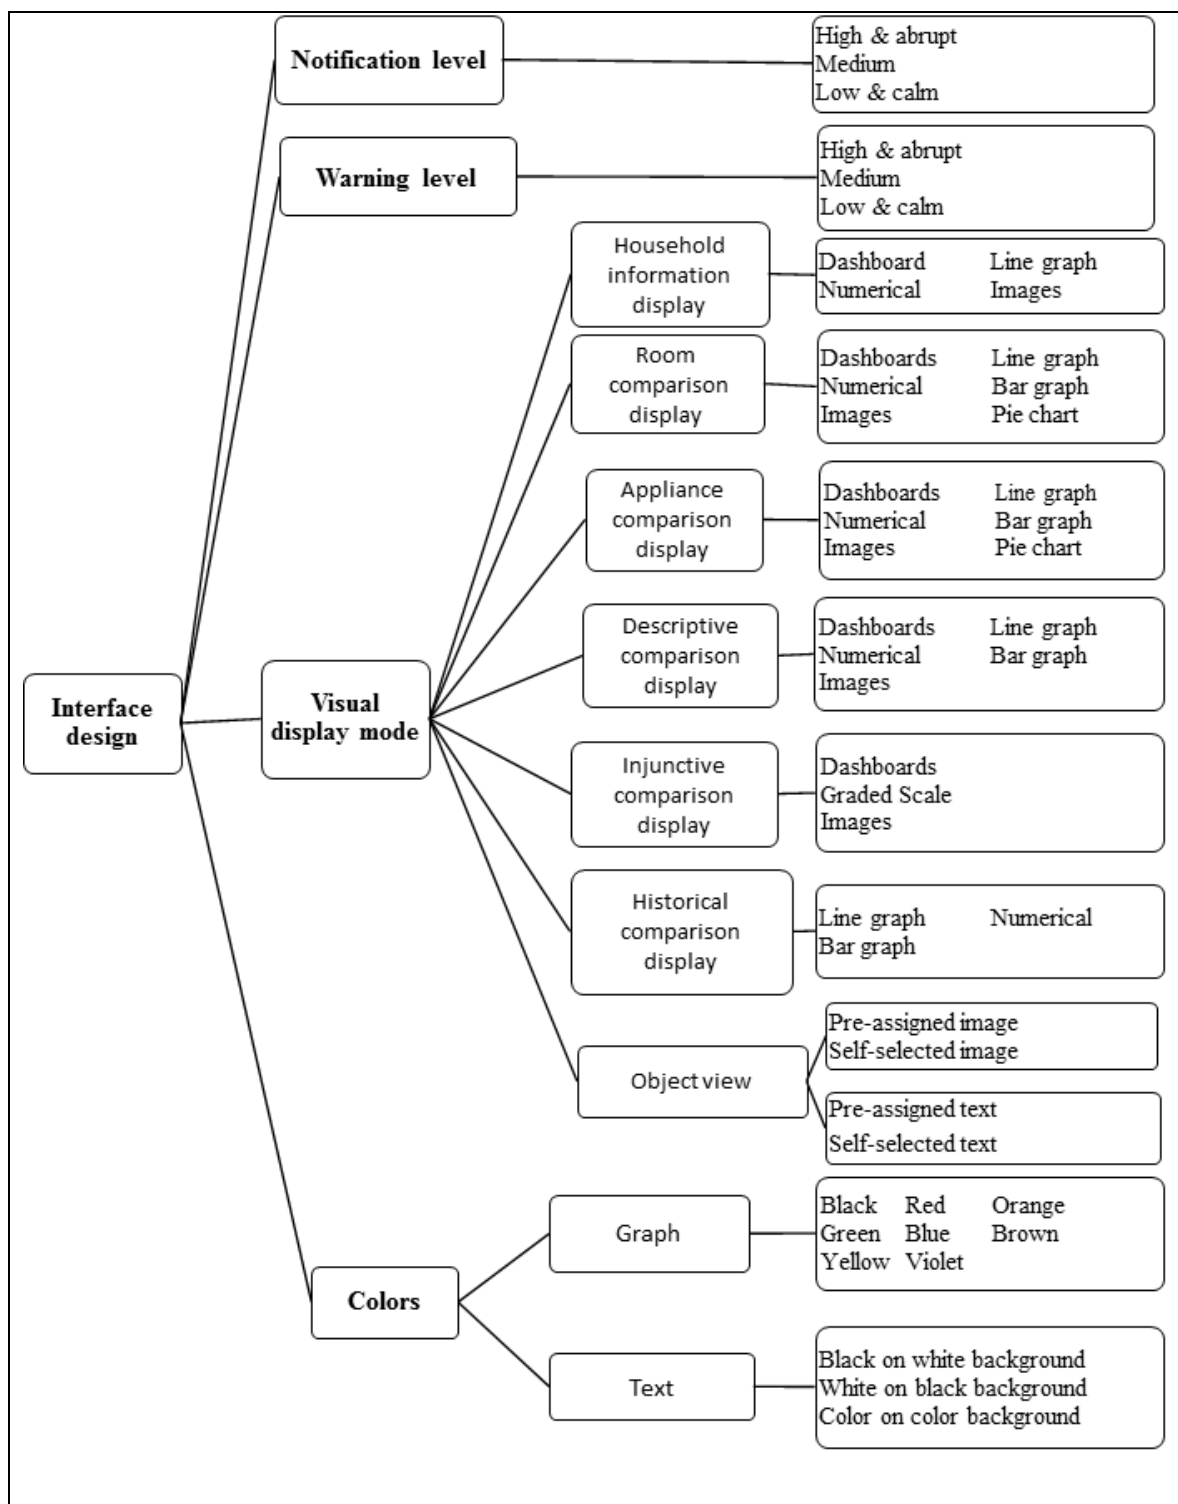 Notification level
High & abrupt
Medium
Low & calm
Warning level
High & abrupt
Medium
Low & calm
Household
information
display
Dashboard Line graph
Numerical Images
Room
comparison
display
Dashboards Line graph
Numerical Bar graph
Images Pie chart
Appliance
comparison
display
Dashboards Line graph
Numerical Bar graph
Images Pie chart
Descriptive
comparison
display
Dashboards Line graph
Numerical Bar graph
Images
Interface
design
Visual
display mode
Injunctive
comparison
display
Dashboards
Graded Scale
Images
Historical
comparison
display
Line graph Numerical
Bar graph
Object view
Pre-assigned image
Self-selected image
Pre-assigned text
Self-selected text
Colors
Graph
Black Red Orange
Green Blue Brown
Yellow Violet
Text
Black on white background
White on black background
Color on color background